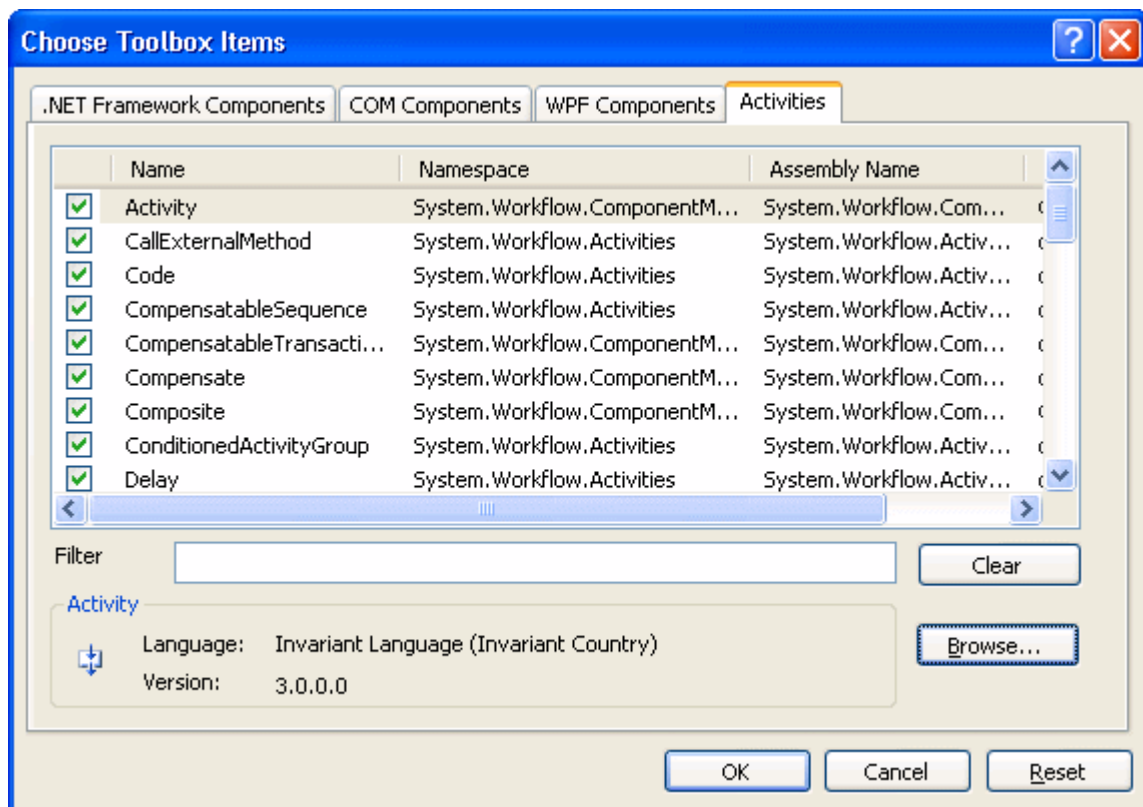 Choose Toolbox Items
.NET Framework Components COM Components WPF Components Activities
Name Namespace Assembly Name
Activity System.Workflow.ComponentM... System.Workflow.Com...
CallExternalMethod System.Workflow.Activities System.Workflow.Activ...
Code System.Workflow.Activities System.Workflow.Activ...
CompensatableSequence System.Workflow.Activities System.Workflow.Activ...
CompensatableTransacti... System.Workflow.ComponentM... System.Workflow.Com...
Compensate System.Workflow.ComponentM... System.Workflow.Com...
Composite System.Workflow.ComponentM... System.Workflow.Com...
ConditionedActivityGroup System.Workflow.Activities System.Workflow.Activ...
Delay System.Workflow.Activities System.Workflow.Activ...
Filter Clear
Activity
Language: Invariant Language (Invariant Country) Browse...
Version: 3.0.0.0
OK Cancel Reset